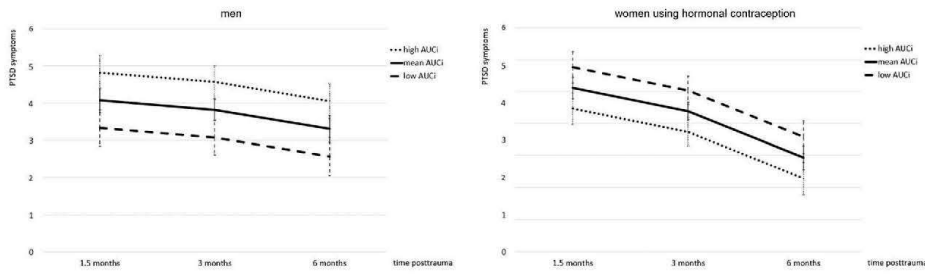 men
PTSD symptoms
6
5
4
3
2
1
0
1.5 months
3 months
6 months
time posttrauma
high AUCi
mean AUCi
low AUCi
women using hormonal contraception
PTSD symptoms
6
5
4
3
2
1
0
1.5 months
3 months
6 months
time posttrauma
high AUCi
mean AUCi
low AUCi